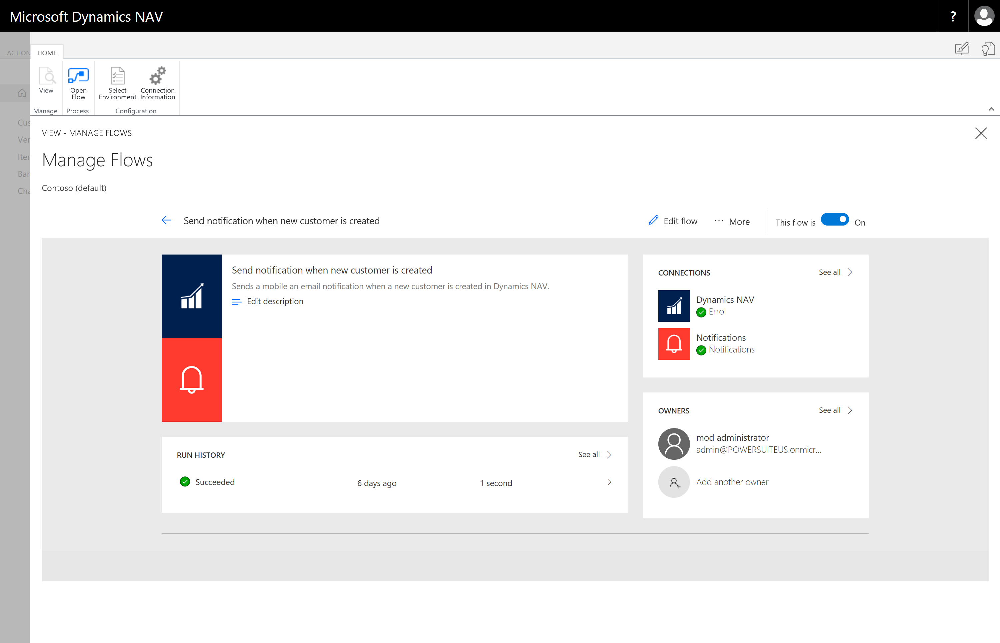 Microsoft Dynamics NAV
?
ACTION
HOME
View
Open
Flow
Select
Environment
Connection
Information
Manage
Process
Configuration
Cus
VIEW - MANAGE FLOWS
Ver
Manage Flows
Iter
Bar
Contoso (default)
Cha
Send notification when new customer is created
Edit flow
··· More
This flow is
On
Send notification when new customer is created
Sends a mobile an email notification when a new customer is created in Dynamics NAV.
Edit description
CONNECTIONS
See all
Dynamics NAV
Errol
Notifications
Notifications
OWNERS
See all
mod administrator
admin@POWERSUITEUS.onmicr...
Add another owner
RUN HISTORY
See all
Succeeded
6 days ago
1 second